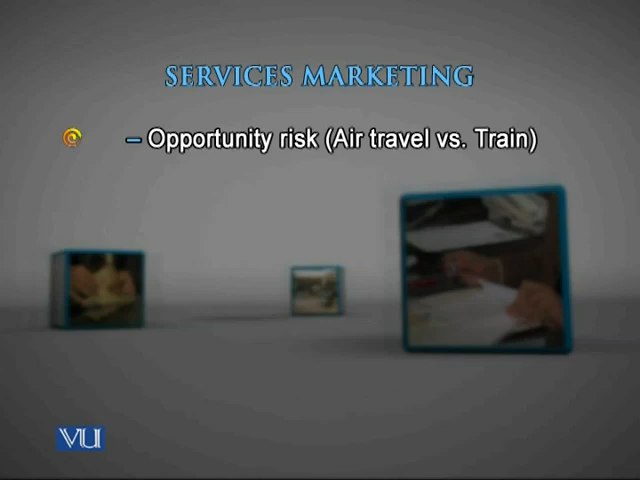 SERVICES MARKETING
– Opportunity risk (Air travel vs. Train)
VU